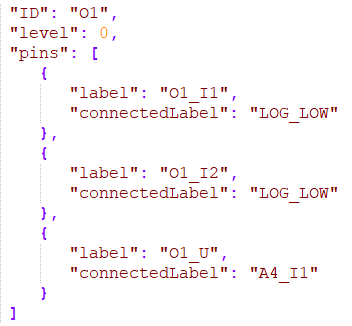 "ID": "O1",
"level": 0,
"pins": [
    {
        "label": "O1_I1",
        "connectedLabel": "LOG_LOW"
    },
    {
        "label": "O1_I2",
        "connectedLabel": "LOG_LOW"
    },
    {
        "label": "O1_U",
        "connectedLabel": "A4_I1"
    }
]